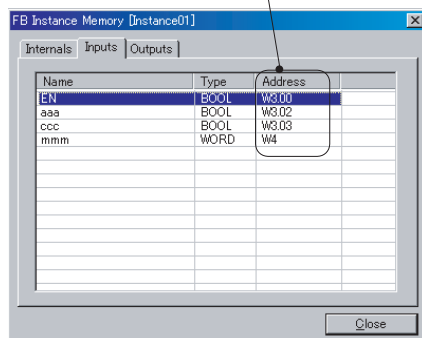 FB Instance Memory [Instance01]
Internals Inputs Outputs
Name Type Address
EN BOOL W3.00
aaa BOOL W3.02
ccc BOOL W3.03
mmm WORD W4
Close